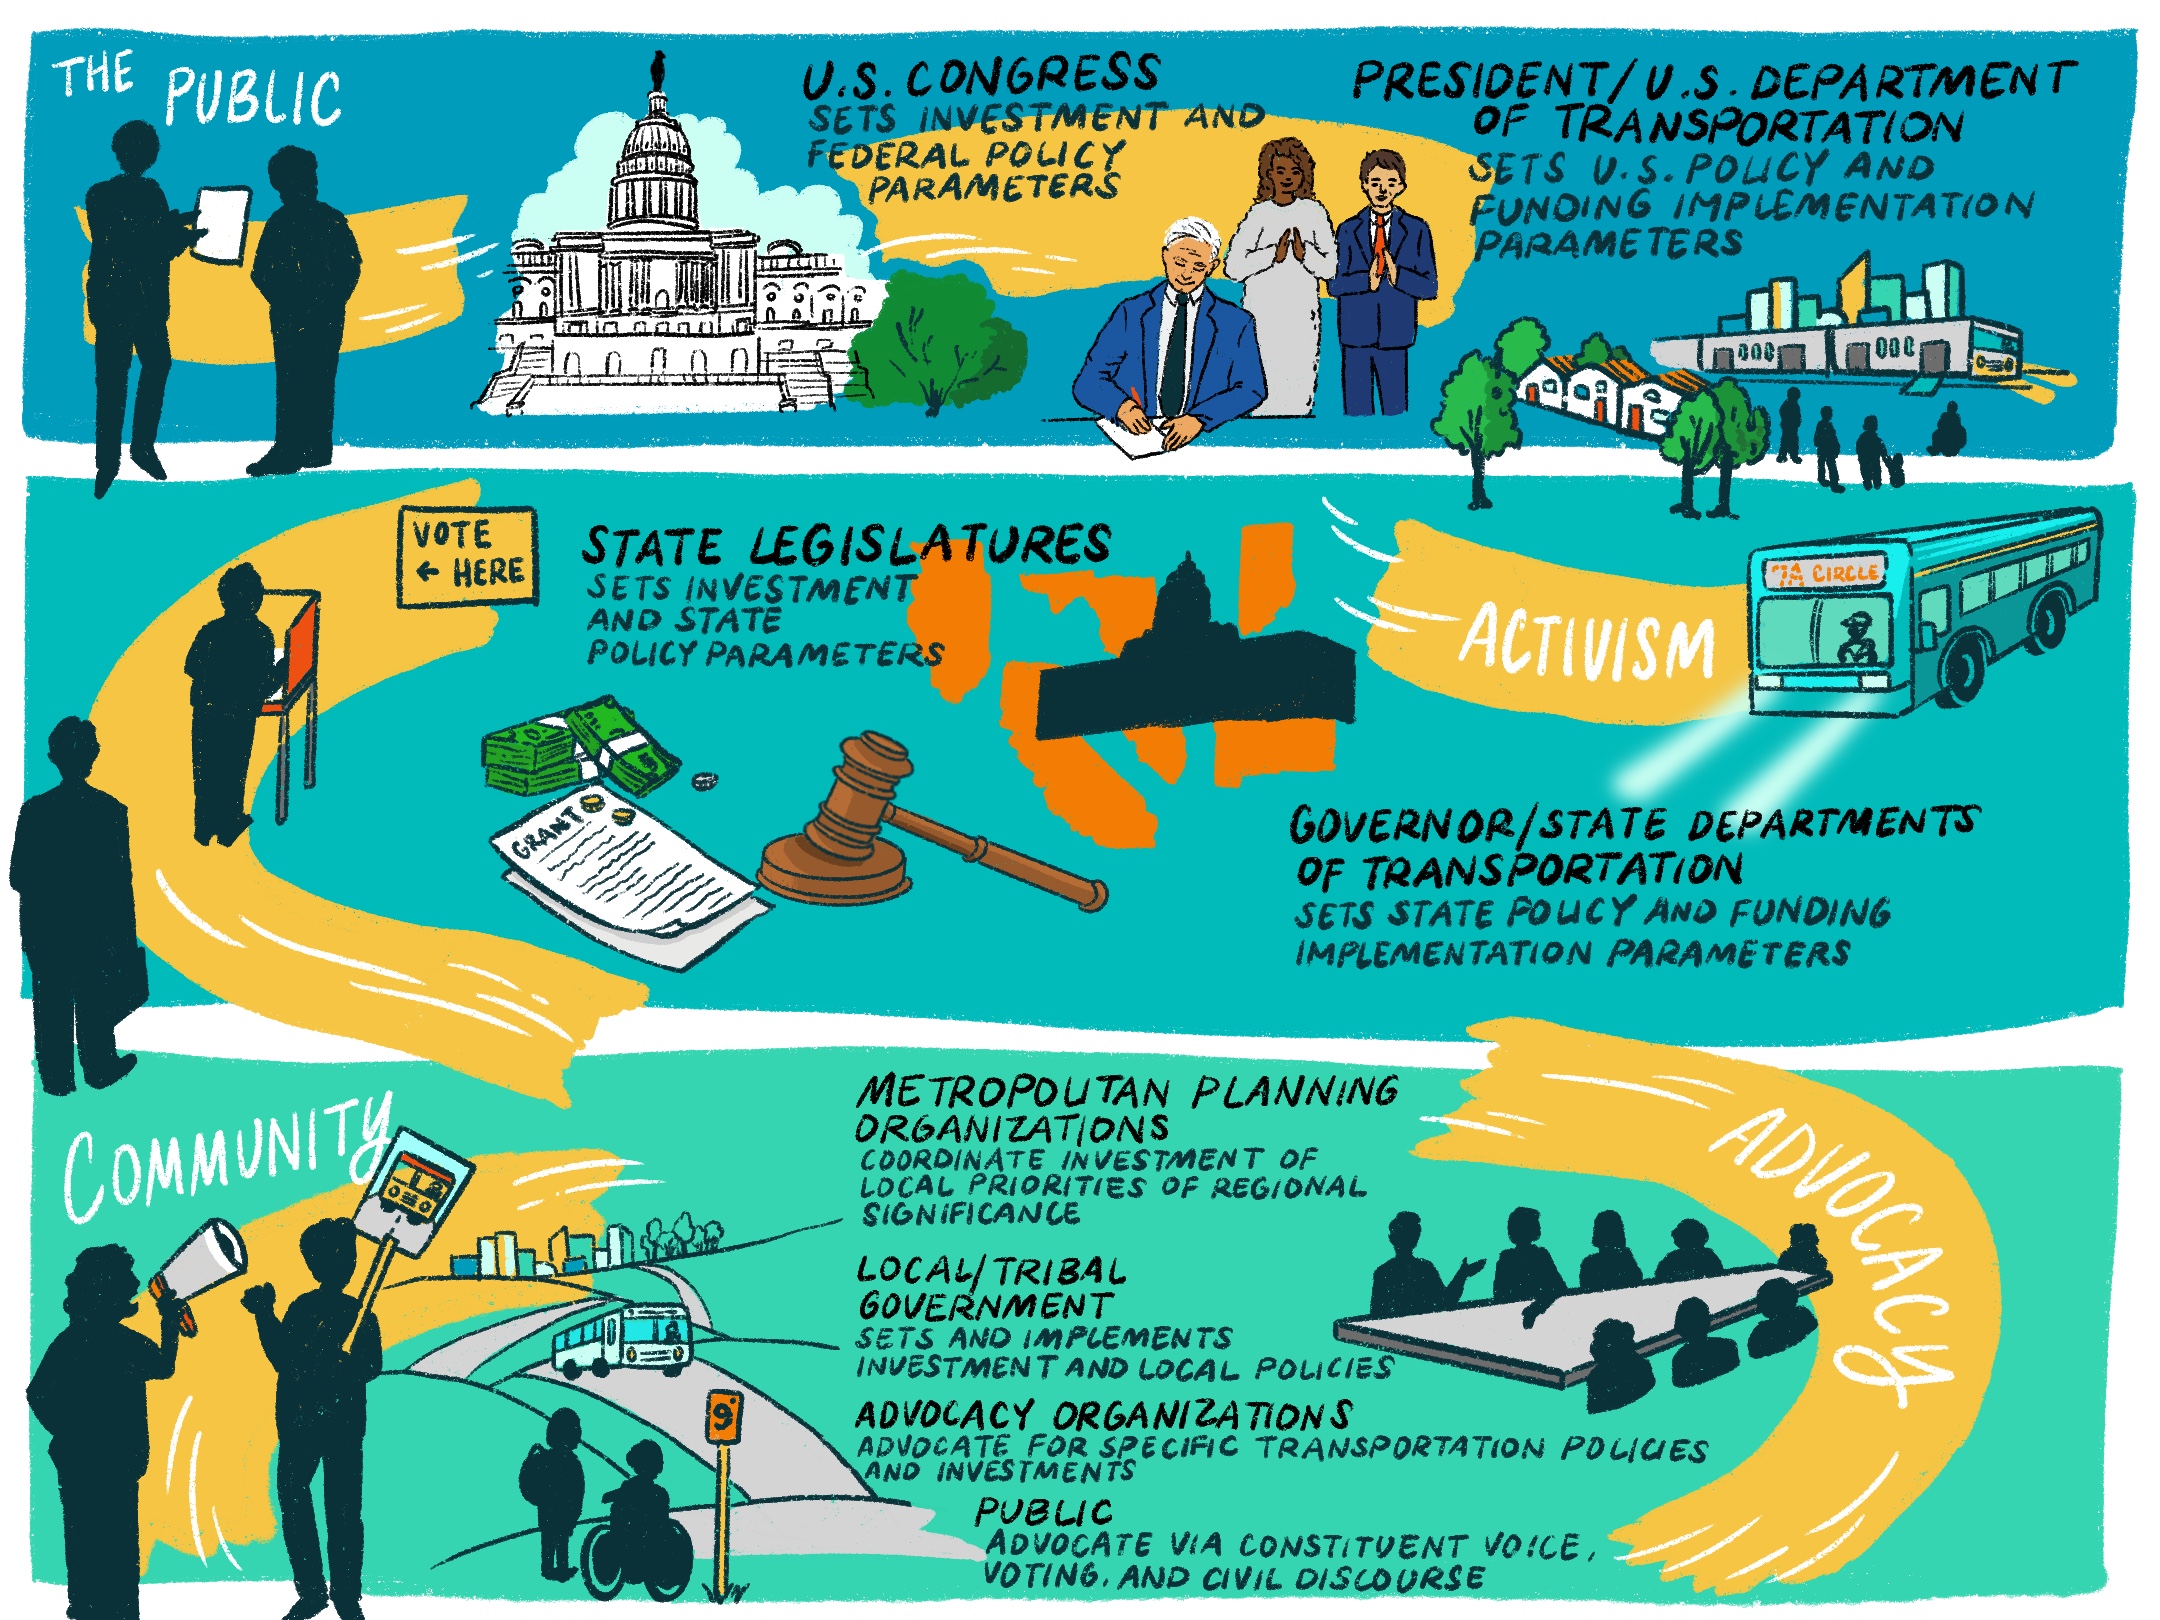 THE PUBLIC
U.S. CONGRESS
SETS INVESTMENT AND
FEDERAL POLICY
PARAMETERS
PRESIDENT/U.S. DEPARTMENT
OF TRANSPORTATION
SETS U.S. POLICY AND
FUNDING IMPLEMENTATION
PARAMETERS
VOTE
← HERE
STATE LEGISLATURES
SETS INVESTMENT
AND STATE
POLICY PARAMETERS
GRANT
ACTIVISM
7A CIRCLE
GOVERNOR/STATE DEPARTMENTS
OF TRANSPORTATION
SETS STATE POLICY AND FUNDING
IMPLEMENTATION PARAMETERS
COMMUNITY
METROPOLITAN PLANNING
ORGANIZATIONS
COORDINATE INVESTMENT OF
LOCAL PRIORITIES OF REGIONAL
SIGNIFICANCE
LOCAL/TRIBAL
GOVERNMENT
SETS AND IMPLEMENTS
INVESTMENT AND LOCAL POLICIES
ADVOCACY ORGANIZATIONS
ADVOCATE FOR SPECIFIC TRANSPORTATION POLICIES
AND INVESTMENTS
PUBLIC
ADVOCATE VIA CONSTITUENT VOICE,
VOTING, AND CIVIL DISCOURSE
9
ADVOCACY